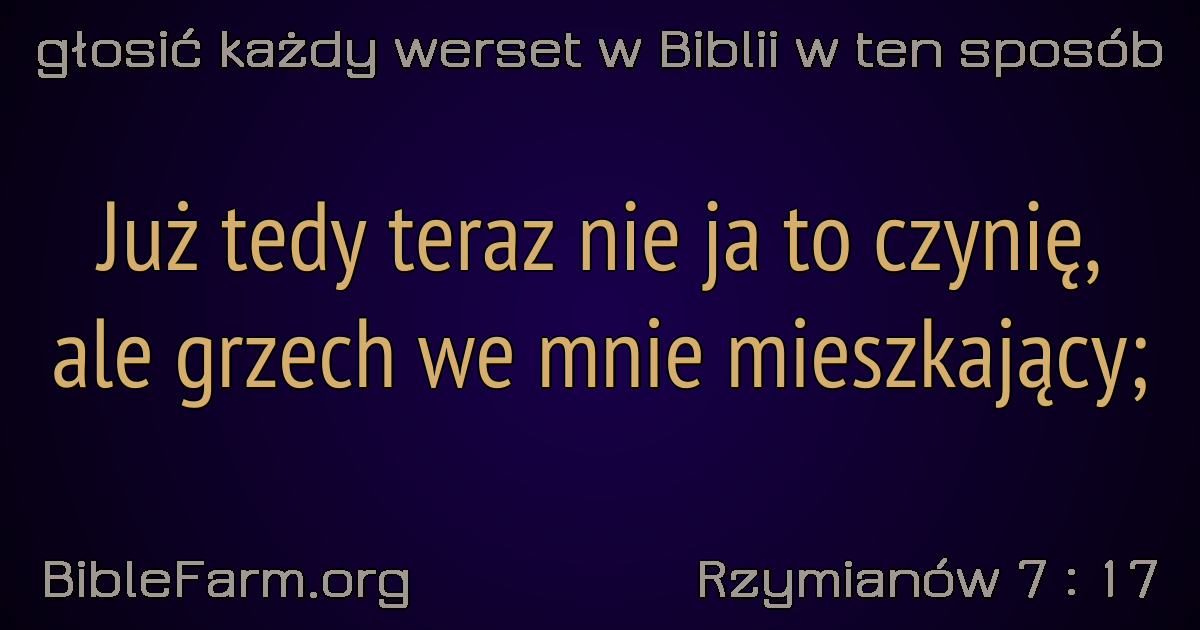 głosić każdy werset w Biblii w ten sposób
Już tedy teraz nie ja to czynię,
ale grzech we mnie mieszkający;
BibleFarm.org
Rzymianów 7 : 17